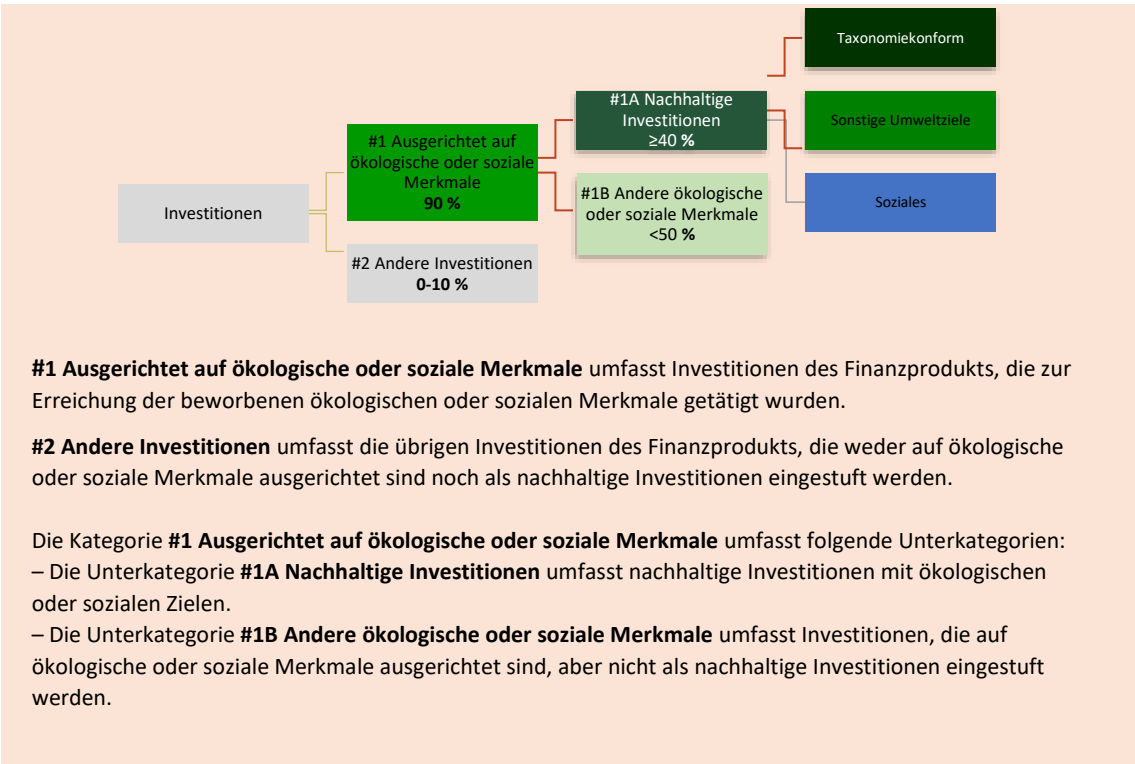 Taxonomiekonform
#1A Nachhaltige
Investitionen
≥40 %
Sonstige Umweltziele
#1 Ausgerichtet auf
ökologische oder soziale
Merkmale
90 %
#1B Andere ökologische
oder soziale Merkmale
<50 %
Soziales
Investitionen
#2 Andere Investitionen
0-10 %
#1 Ausgerichtet auf ökologische oder soziale Merkmale umfasst Investitionen des Finanzprodukts, die zur
Erreichung der beworbenen ökologischen oder sozialen Merkmale getätigt wurden.
#2 Andere Investitionen umfasst die übrigen Investitionen des Finanzprodukts, die weder auf ökologische
oder soziale Merkmale ausgerichtet sind noch als nachhaltige Investitionen eingestuft werden.
Die Kategorie #1 Ausgerichtet auf ökologische oder soziale Merkmale umfasst folgende Unterkategorien:
– Die Unterkategorie #1A Nachhaltige Investitionen umfasst nachhaltige Investitionen mit ökologischen
oder sozialen Zielen.
– Die Unterkategorie #1B Andere ökologische oder soziale Merkmale umfasst Investitionen, die auf
ökologische oder soziale Merkmale ausgerichtet sind, aber nicht als nachhaltige Investitionen eingestuft
werden.